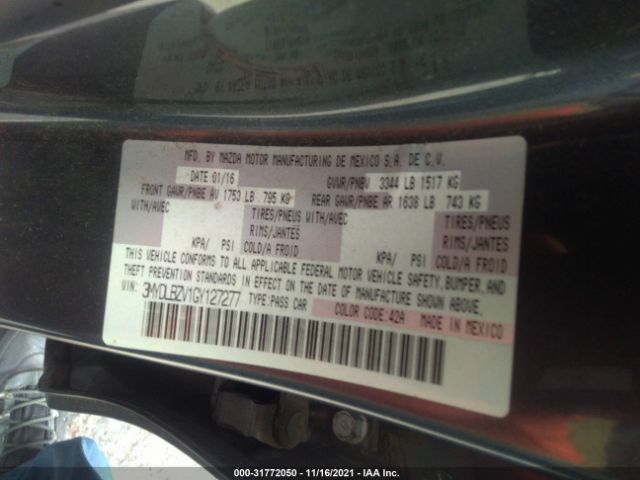 MFD. BY MAZDA MOTOR MANUFACTURING DE MEXICO S.A. DE C.V.
DATE 01/16 GVWR/PNBV 3344 LB 1517 KG
FRONT GAWR/PNBE AV 1753 LB 795 KG REAR GAWR/PNBE AR 1638 LB 743 KG
WITH/AVEC TIRES/PNEUS WITH/AVEC TIRES/PNEUS
RIMS/JANTES RIMS/JANTES
KPA/ PSI COLD/A FROID KPA/ PSI COLD/A FROID
THIS VEHICLE CONFORMS TO ALL APPLICABLE FEDERAL MOTOR VEHICLE SAFETY, BUMPER, AND
THEFT PREVENTION STANDARDS IN EFFECT ON THE DATE OF MANUFACTURE SHOWN ABOVE.
VIN: 3MYDLBZV1GY127277 TYPE:PASS CAR COLOR CODE:42A MADE IN MEXICO
000-31772050 - 11/16/2021 - IAA Inc.